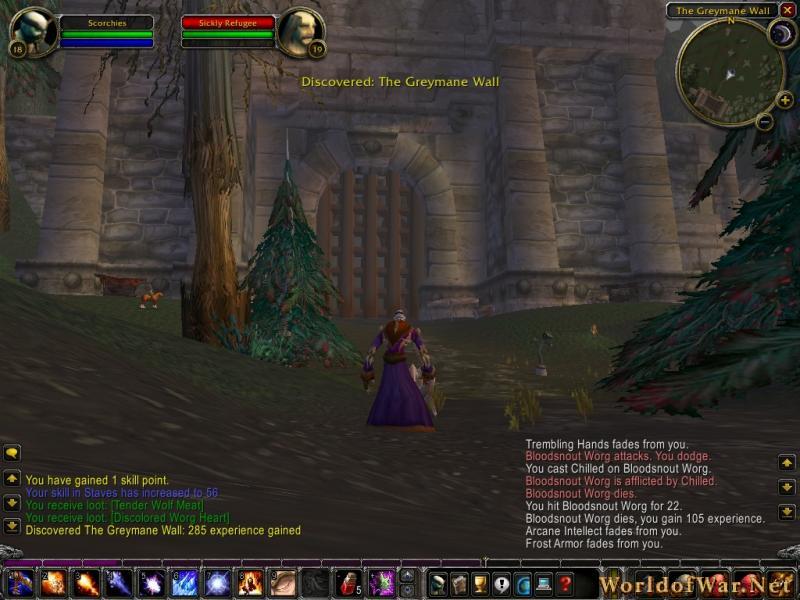 Scorchies
18
Sickly Refugee
19
The Greymane Wall
N
Discovered: The Greymane Wall
You have gained 1 skill point.
Your skill in Staves has increased to 56
You receive loot: [Tender Wolf Meat]
You receive loot: [Discolored Worg Heart]
Discovered The Greymane Wall: 285 experience gained
Trembling Hands fades from you.
Bloodsnout Worg attacks. You dodge.
You cast Chilled on Bloodsnout Worg.
Bloodsnout Worg is afflicted by Chilled.
Bloodsnout Worg dies.
You hit Bloodsnout Worg for 22.
Bloodsnout Worg dies, you gain 105 experience.
Arcane Intellect fades from you.
Frost Armor fades from you.
5
WorldofWar.Net